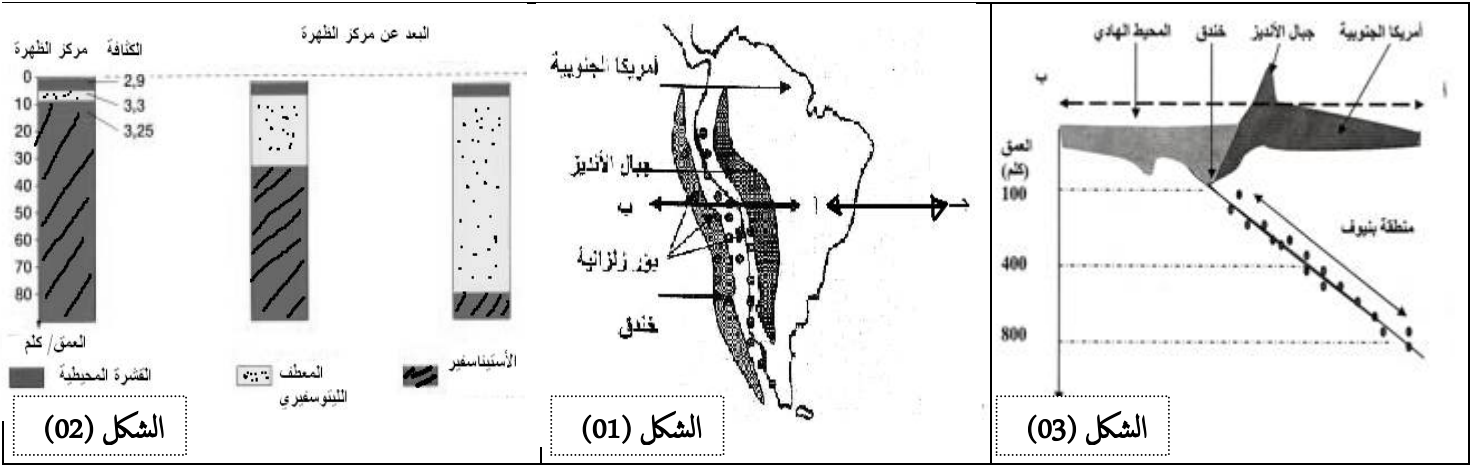 البعد عن مركز الظهرة
مركز الظهرة
الكثافة
0
10
20
30
40
50
60
70
80
2,9
3,3
3,25
العمق/ كلم
القشرة المحيطية
المعطف
الليتوسفيري
الأستيناسفير
الشكل (02)
أمريكا الجنوبية
جبال الأنديز
ب
أ
بؤر زلزالية
خندق
الشكل (01)
المحيط الهادي
خندق
جبال الأنديز
أمريكا الجنوبية
ب
أ
العمق
(كلم)
100
400
800
منطقة بنيوف
الشكل (03)